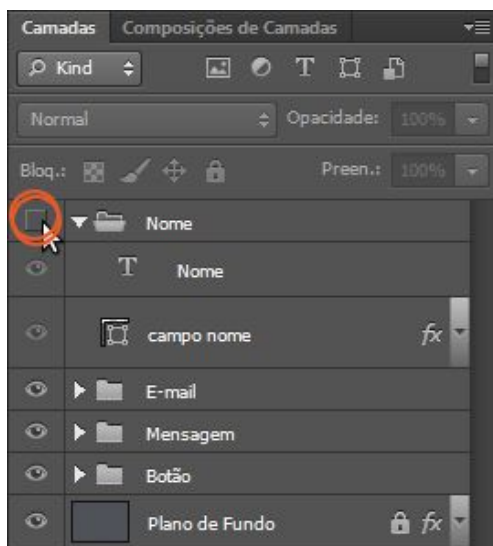 Camadas Composições de Camadas
Kind T
Normal Opacidade: 100%
Bloq.: Preen.: 100%
Nome
T Nome
campo nome fx
E-mail
Mensagem
Botão
Plano de Fundo fx